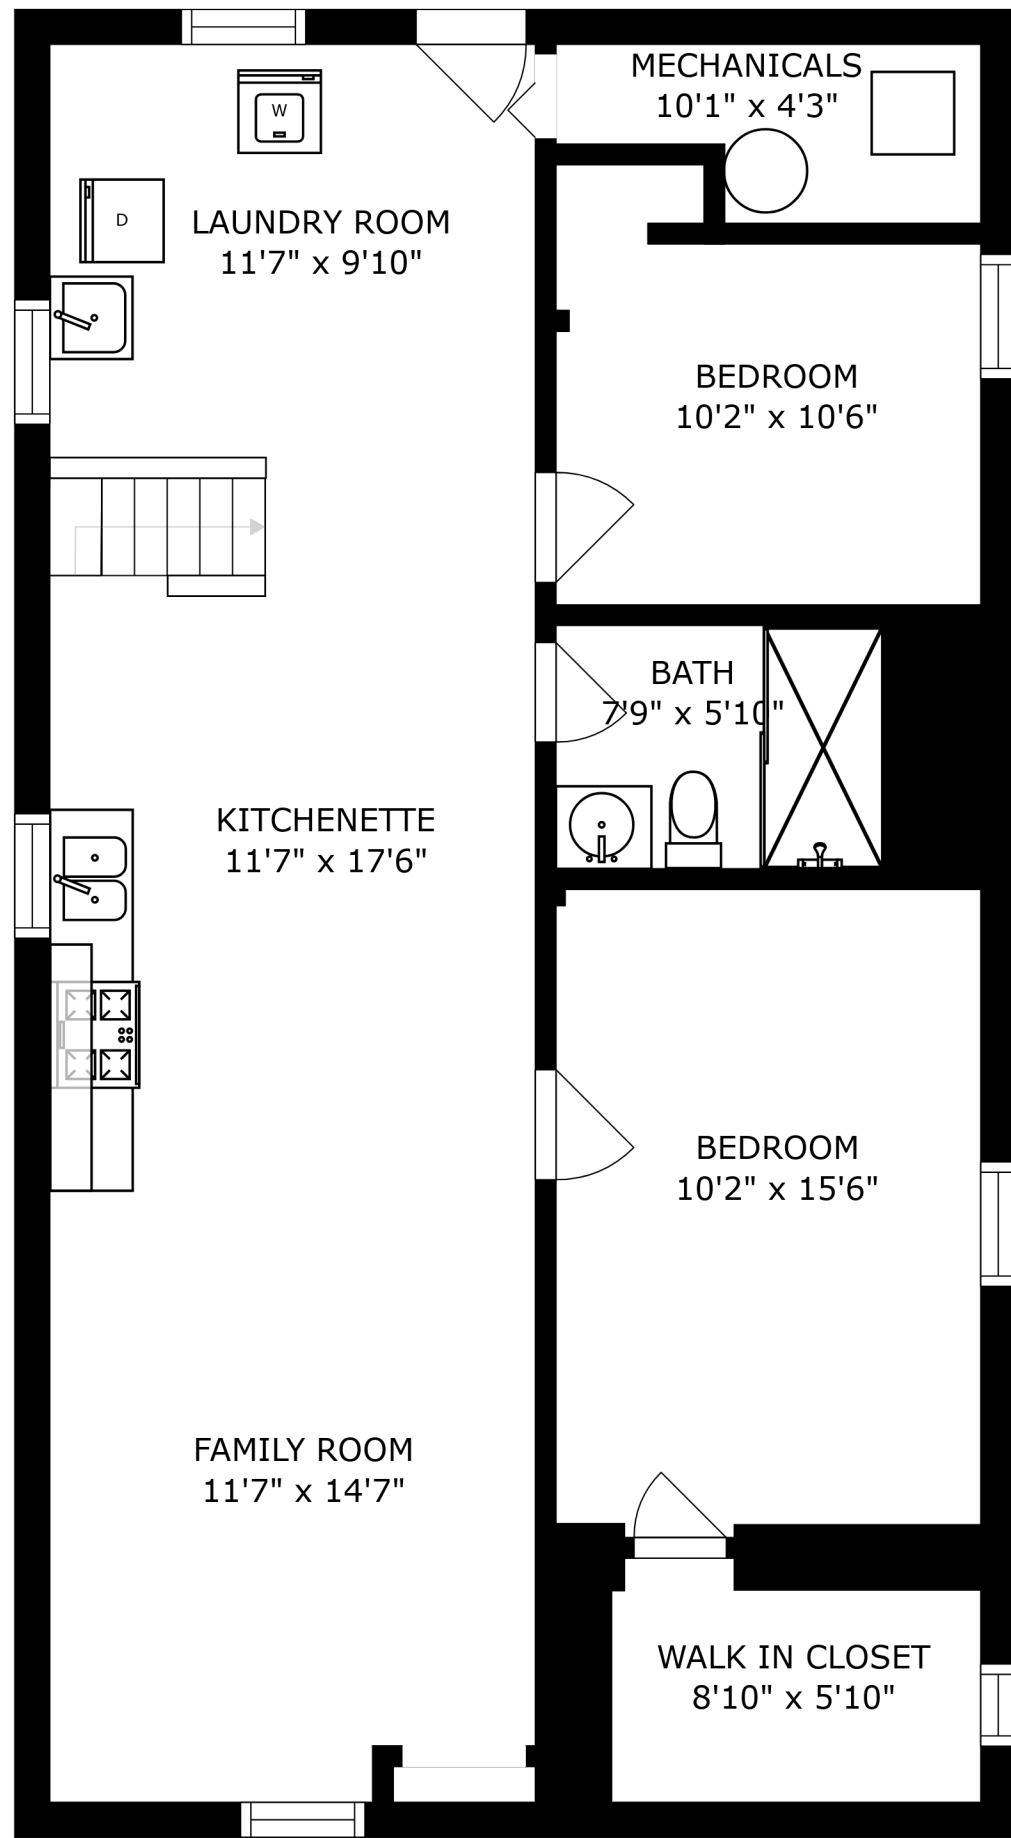 MECHANICALS
10'1" x 4'3"
W
D
LAUNDRY ROOM
11'7" x 9'10"
BEDROOM
10'2" x 10'6"
BATH
7'9" x 5'10"
KITCHENETTE
11'7" x 17'6"
BEDROOM
10'2" x 15'6"
FAMILY ROOM
11'7" x 14'7"
WALK IN CLOSET
8'10" x 5'10"